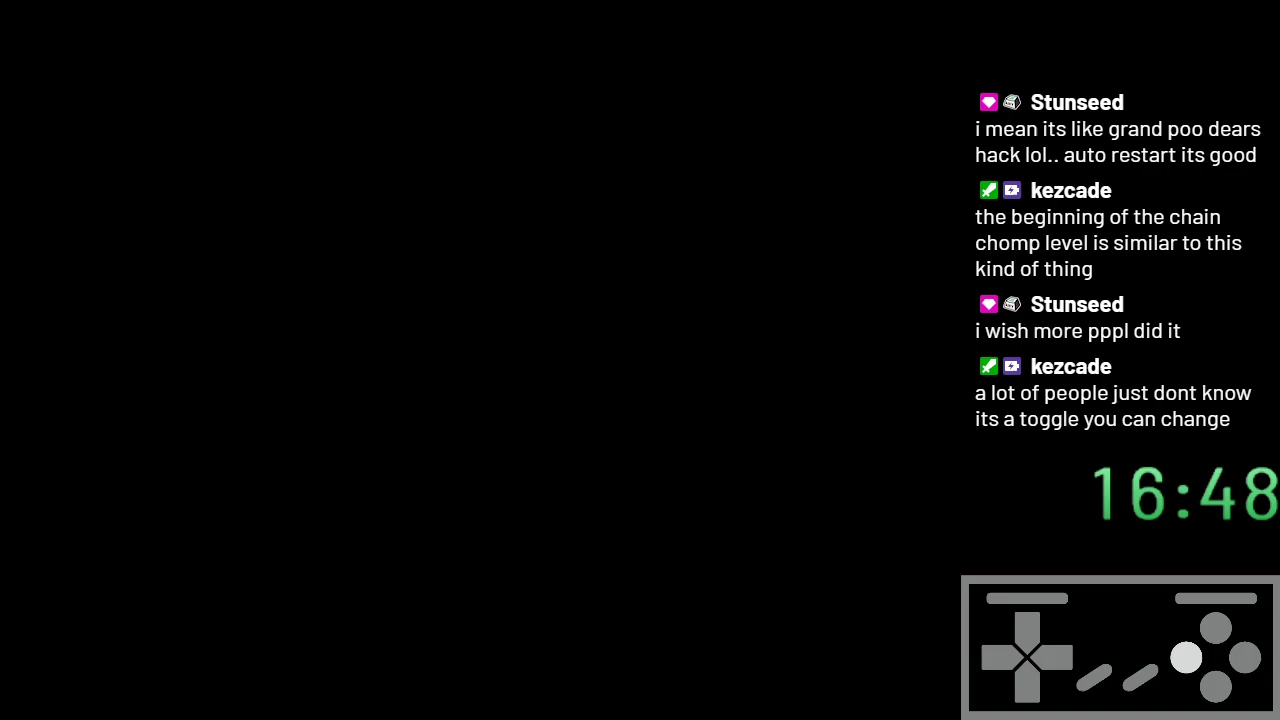 Stunseed
i mean its like grand poo dears
hack lol.. auto restart its good
kezcade
the beginning of the chain
chomp level is similar to this
kind of thing
Stunseed
i wish more pppl did it
kezcade
a lot of people just dont know
its a toggle you can change
16:48